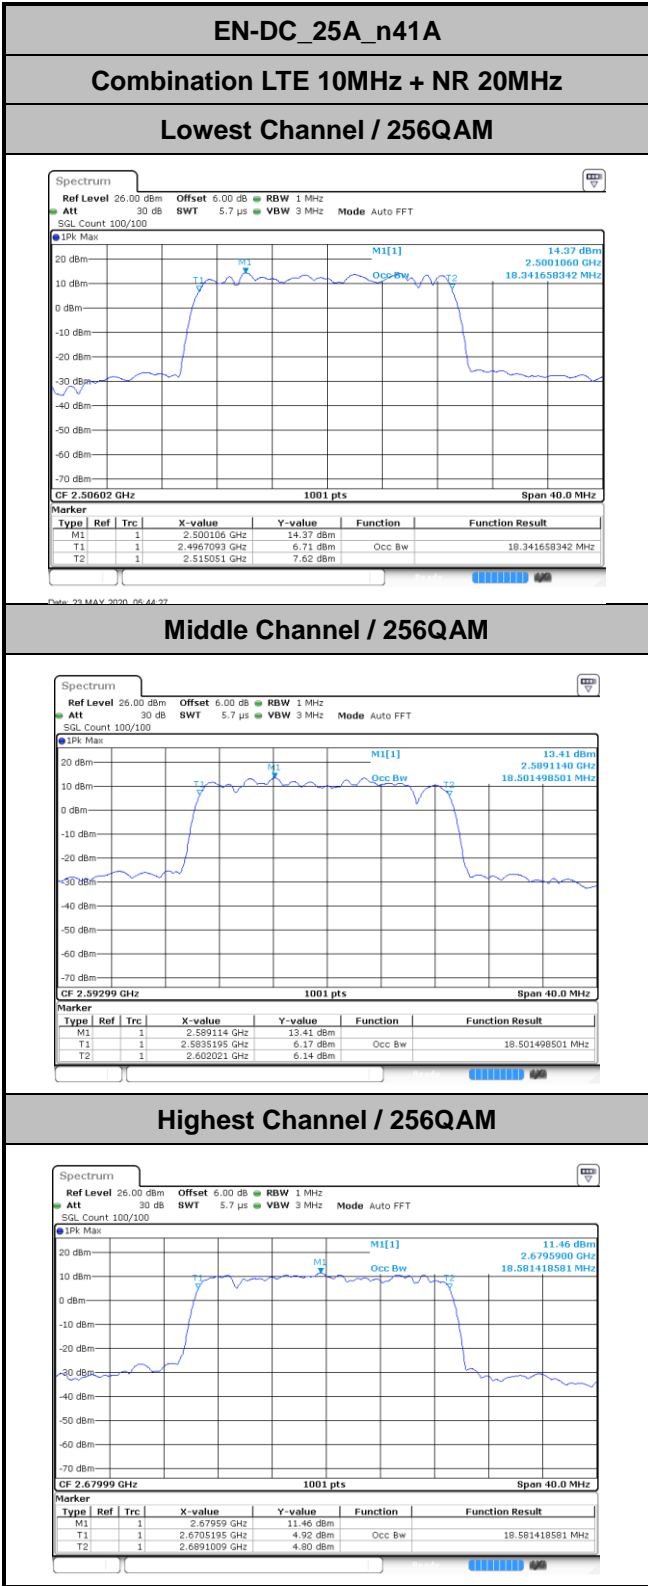 EN-DC_25A_n41A
Combination LTE 10MHz + NR 20MHz
Lowest Channel / 256QAM
Spectrum
Ref Level 26.00 dBm Offset 6.00 dB RBW 1 MHz
Att 30 dB SWT 5.7 µs VBW 3 MHz Mode Auto FFT
SGL Count 100/100
1Pk Max
M1[1] 14.37 dBm
2.5001060 GHz
Occ Bw 18.341658342 MHz
M1
T1
T2
20 dBm
10 dBm
0 dBm
-10 dBm
-20 dBm
-30 dBm
-40 dBm
-50 dBm
-60 dBm
-70 dBm
CF 2.50602 GHz 1001 pts Span 40.0 MHz
Marker
Type Ref Trc X-value Y-value Function Function Result
M1 1 2.500106 GHz 14.37 dBm
T1 1 2.4967093 GHz 6.71 dBm Occ Bw 18.341658342 MHz
T2 1 2.515051 GHz 7.62 dBm
Date: 23 MAY 2020 05:44:27
Middle Channel / 256QAM
Spectrum
Ref Level 26.00 dBm Offset 6.00 dB RBW 1 MHz
Att 30 dB SWT 5.7 µs VBW 3 MHz Mode Auto FFT
SGL Count 100/100
1Pk Max
M1[1] 13.41 dBm
2.5891140 GHz
Occ Bw 18.501498501 MHz
M1
T1
T2
20 dBm
10 dBm
0 dBm
-10 dBm
-20 dBm
-30 dBm
-40 dBm
-50 dBm
-60 dBm
-70 dBm
CF 2.59299 GHz 1001 pts Span 40.0 MHz
Marker
Type Ref Trc X-value Y-value Function Function Result
M1 1 2.589114 GHz 13.41 dBm
T1 1 2.5835195 GHz 6.17 dBm Occ Bw 18.501498501 MHz
T2 1 2.602021 GHz 6.14 dBm
Highest Channel / 256QAM
Spectrum
Ref Level 26.00 dBm Offset 6.00 dB RBW 1 MHz
Att 30 dB SWT 5.7 µs VBW 3 MHz Mode Auto FFT
SGL Count 100/100
1Pk Max
M1[1] 11.46 dBm
2.6795900 GHz
Occ Bw 18.581418581 MHz
M1
T1
T2
20 dBm
10 dBm
0 dBm
-10 dBm
-20 dBm
-30 dBm
-40 dBm
-50 dBm
-60 dBm
-70 dBm
CF 2.67999 GHz 1001 pts Span 40.0 MHz
Marker
Type Ref Trc X-value Y-value Function Function Result
M1 1 2.67959 GHz 11.46 dBm
T1 1 2.6705195 GHz 4.92 dBm Occ Bw 18.581418581 MHz
T2 1 2.6891009 GHz 4.80 dBm